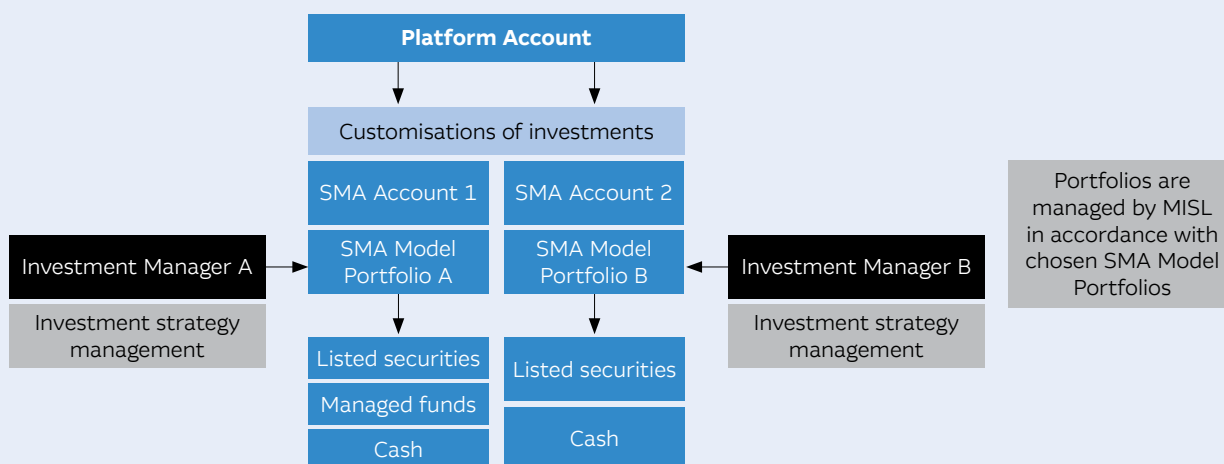 Platform Account
Customisations of investments
SMA Account 1
SMA Account 2
Portfolios are
managed by MISL
in accordance with
chosen SMA Model
Portfolios
Investment Manager A
SMA Model
Portfolio A
SMA Model
Portfolio B
Investment Manager B
Investment strategy
management
Investment strategy
management
Listed securities
Managed funds
Cash
Listed securities
Cash